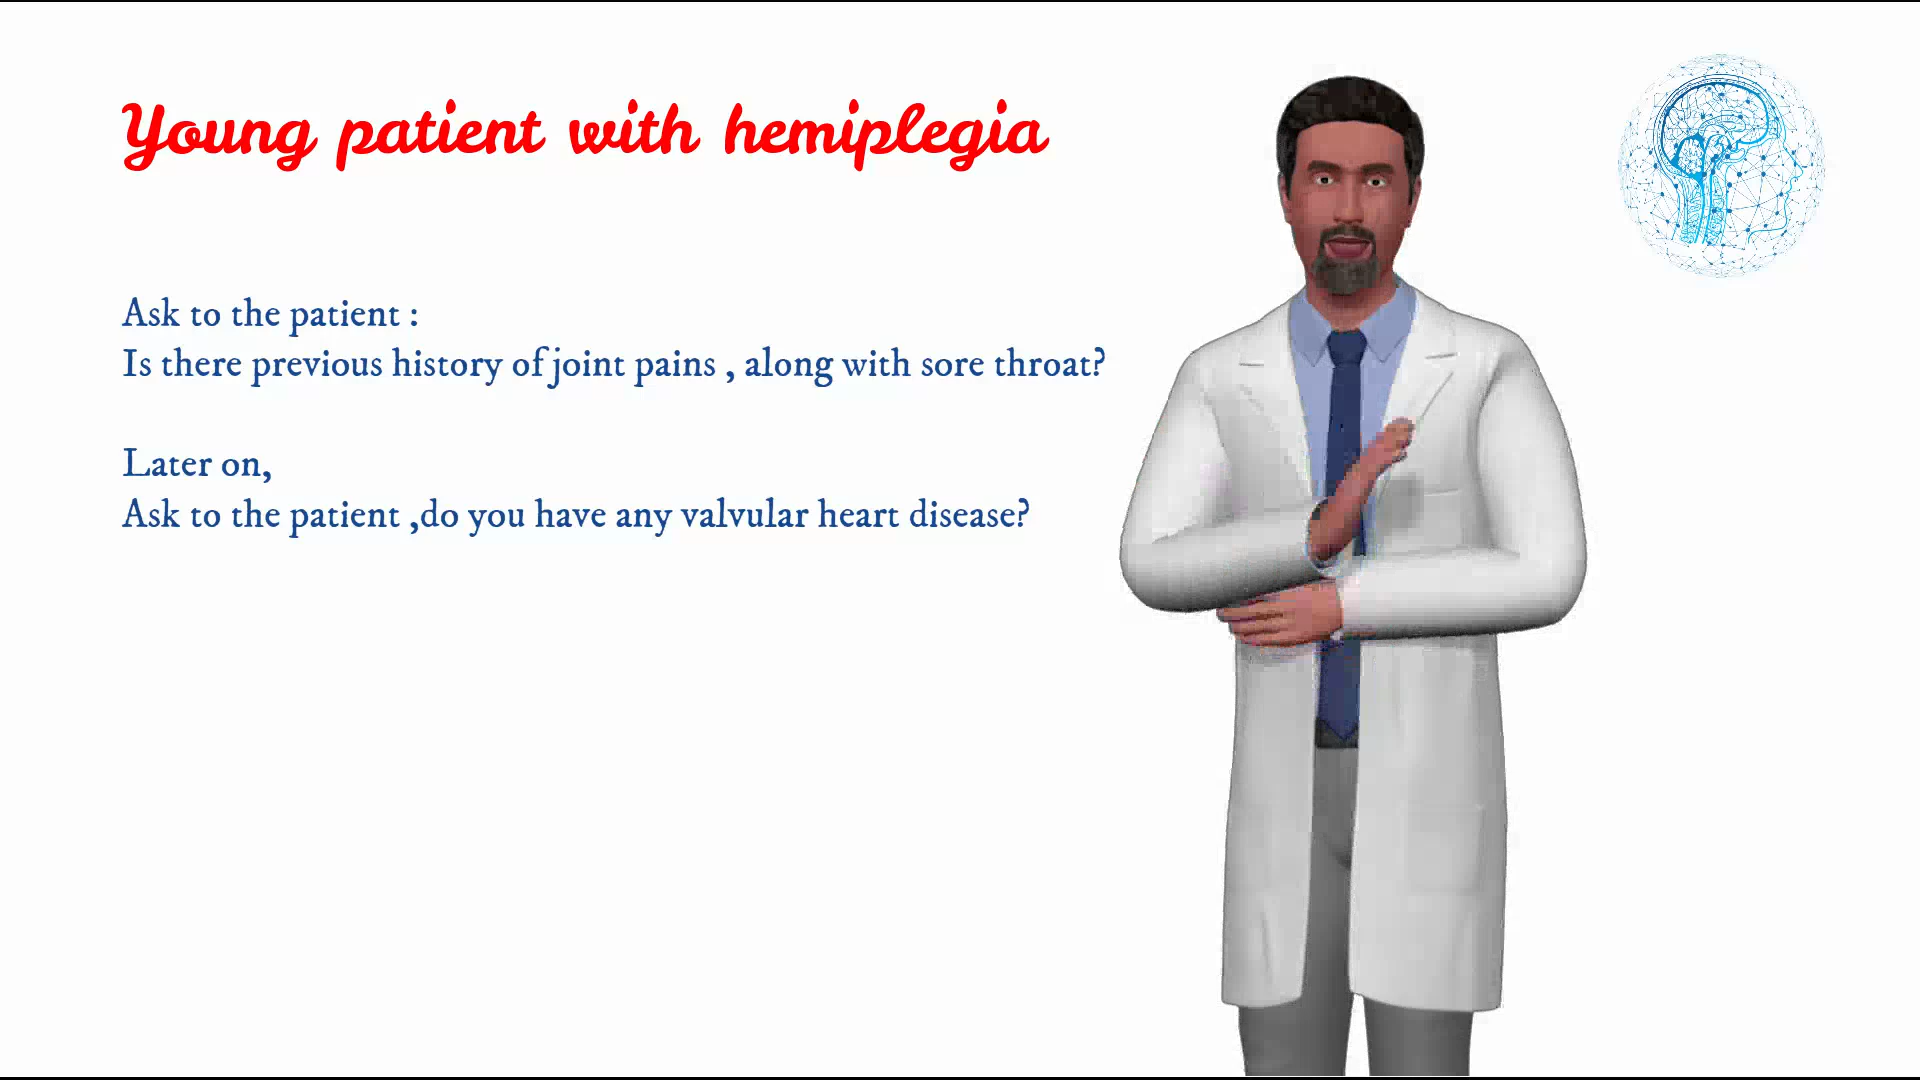 Young patient with hemiplegia
Ask to the patient :
Is there previous history of joint pains , along with sore throat?
Later on,
Ask to the patient ,do you have any valvular heart disease?